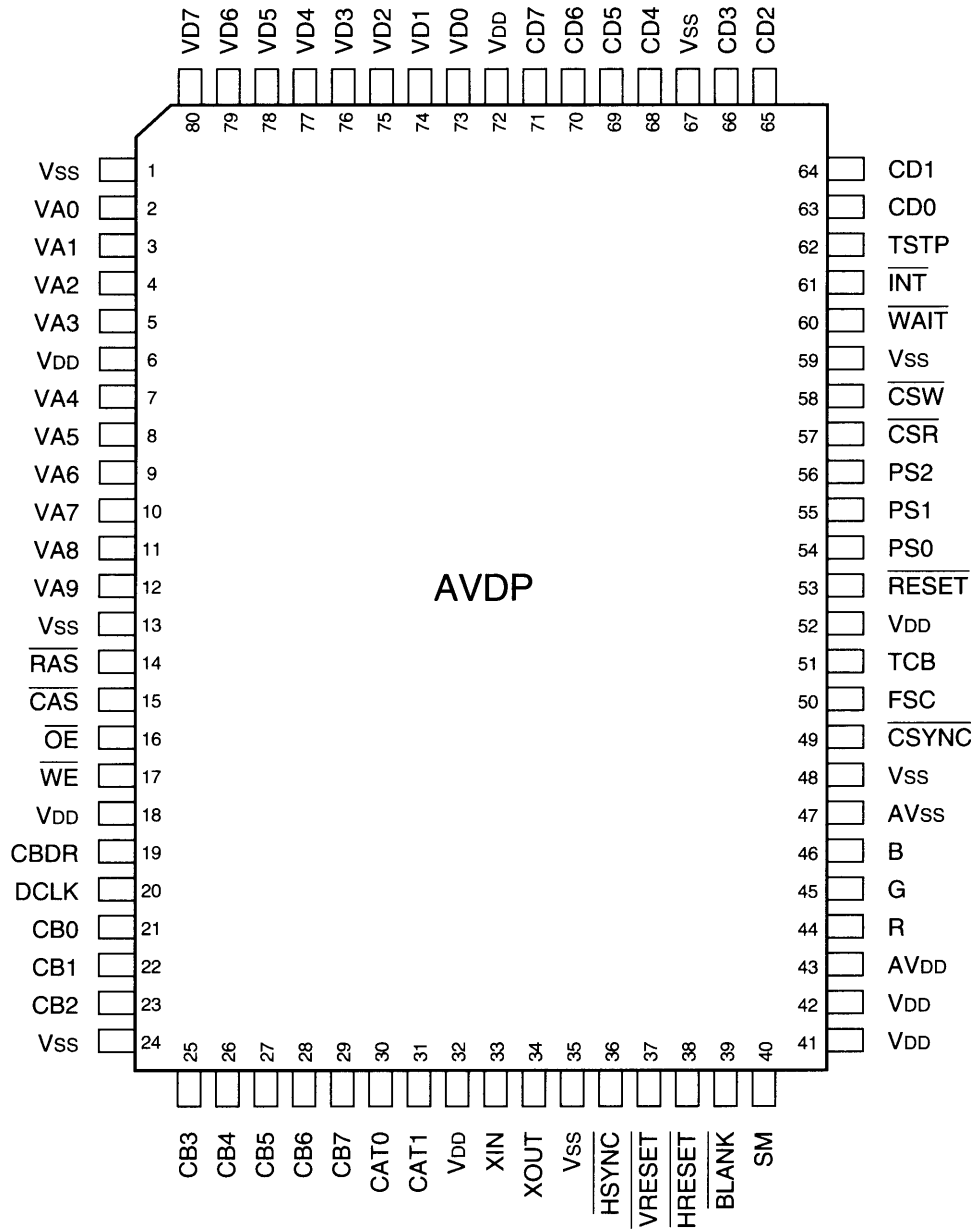 VD7 VD6 VD5 VD4 VD3 VD2 VD1 VD0 VDD CD7 CD6 CD5 CD4 VSS CD3 CD2
80 79 78 77 76 75 74 73 72 71 70 69 68 67 66 65
VSS 1 64 CD1
VA0 2 63 CD0
VA1 3 62 TSTP
VA2 4 61 INT
VA3 5 60 WAIT
VDD 6 59 VSS
VA4 7 58 CSW
VA5 8 57 CSR
VA6 9 56 PS2
VA7 10 55 PS1
VA8 11 54 PS0
VA9 12 AVDP 53 RESET
VSS 13 52 VDD
RAS 14 51 TCB
CAS 15 50 FSC
OE 16 49 CSYNC
WE 17 48 VSS
VDD 18 47 AVSS
CBDR 19 46 B
DCLK 20 45 G
CB0 21 44 R
CB1 22 43 AVDD
CB2 23 42 VDD
VSS 24 41 VDD
25 26 27 28 29 30 31 32 33 34 35 36 37 38 39 40
CB3 CB4 CB5 CB6 CB7 CAT0 CAT1 VDD XIN XOUT VSS HSYNC VRESET HRESET BLANK SM